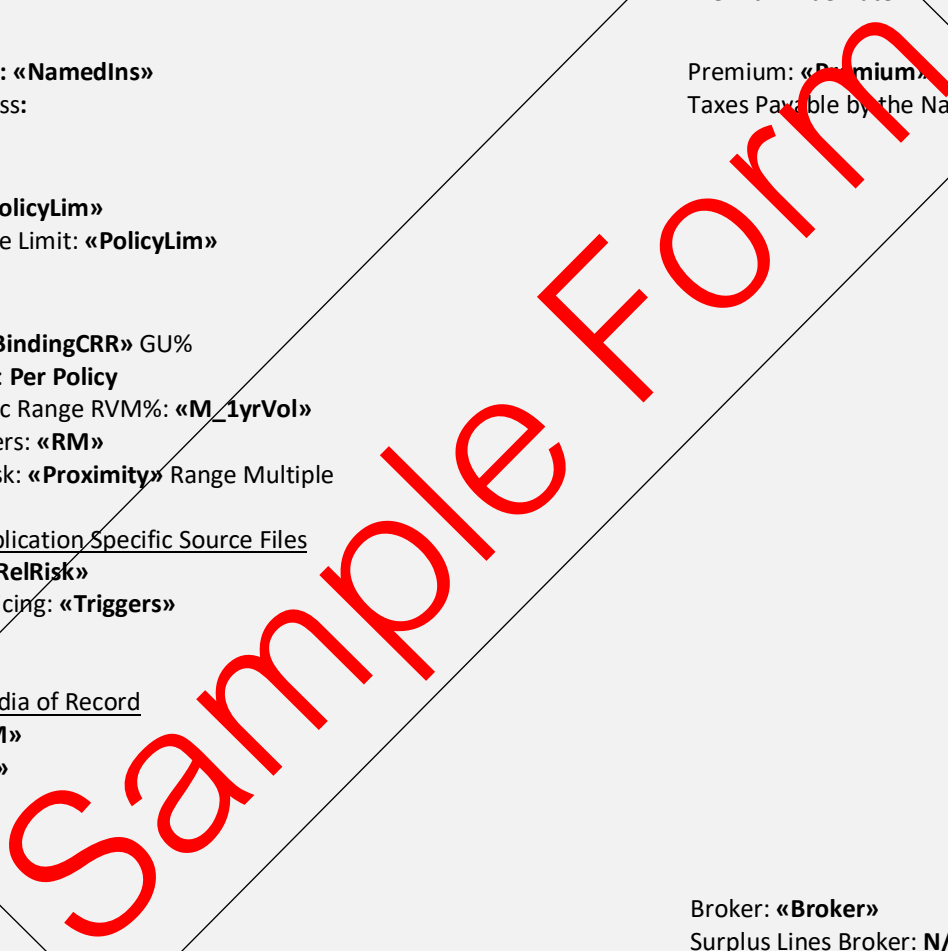 : «NamedIns»
ss:
olicyLim»
e Limit: «PolicyLim»
BindingCRR» GU%
: Per Policy
c Range RVM%: «M_1yrVol»
ers: «RM»
sk: «Proximity» Range Multiple
plication Specific Source Files
RelRisk»
cing: «Triggers»
dia of Record
M»
»
Premium: «Premium»
Taxes Payable by the Na
Broker: «Broker»
Surplus Lines Broker: N/
Sample Form